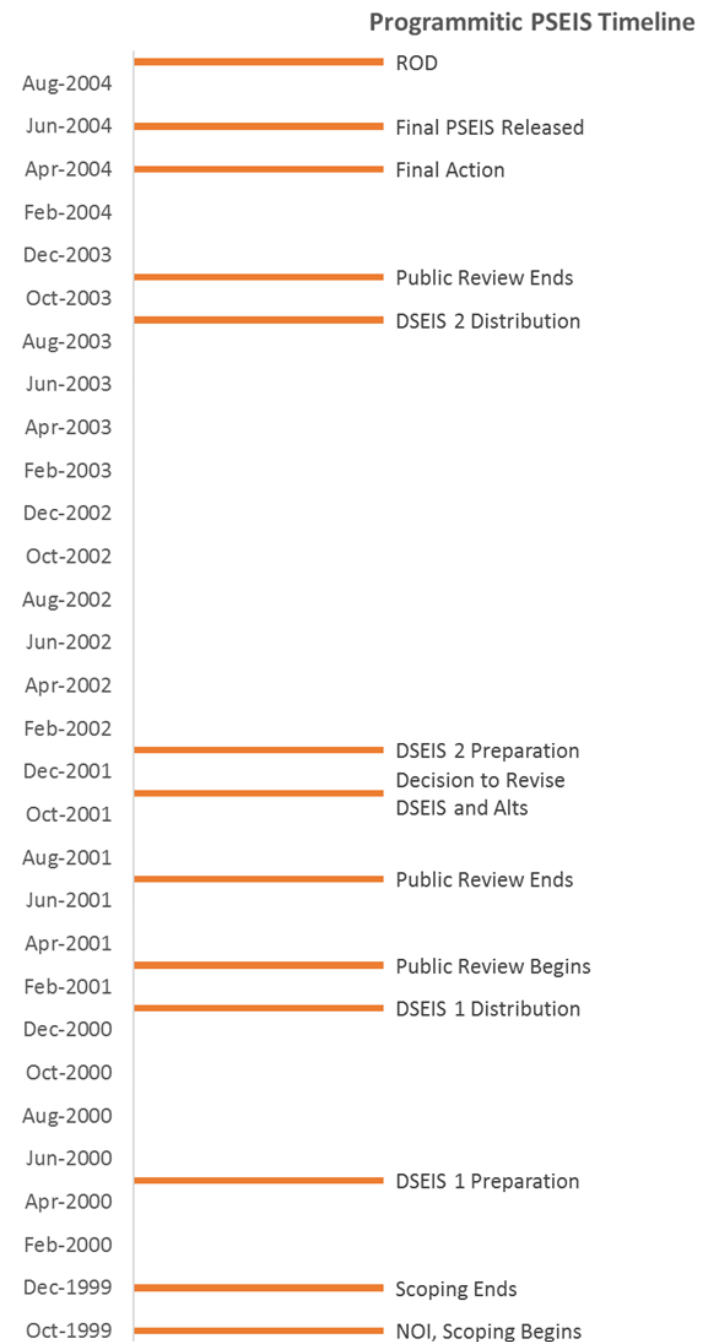 Programmitic PSEIS Timeline
ROD
Aug-2004
Jun-2004 Final PSEIS Released
Apr-2004 Final Action
Feb-2004
Dec-2003
Public Review Ends
Oct-2003
DSEIS 2 Distribution
Aug-2003
Jun-2003
Apr-2003
Feb-2003
Dec-2002
Oct-2002
Aug-2002
Jun-2002
Apr-2002
Feb-2002
DSEIS 2 Preparation
Dec-2001
Decision to Revise
DSEIS and Alts
Oct-2001
Aug-2001
Public Review Ends
Jun-2001
Apr-2001
Public Review Begins
Feb-2001
DSEIS 1 Distribution
Dec-2000
Oct-2000
Aug-2000
Jun-2000
DSEIS 1 Preparation
Apr-2000
Feb-2000
Dec-1999 Scoping Ends
Oct-1999 NOI, Scoping Begins